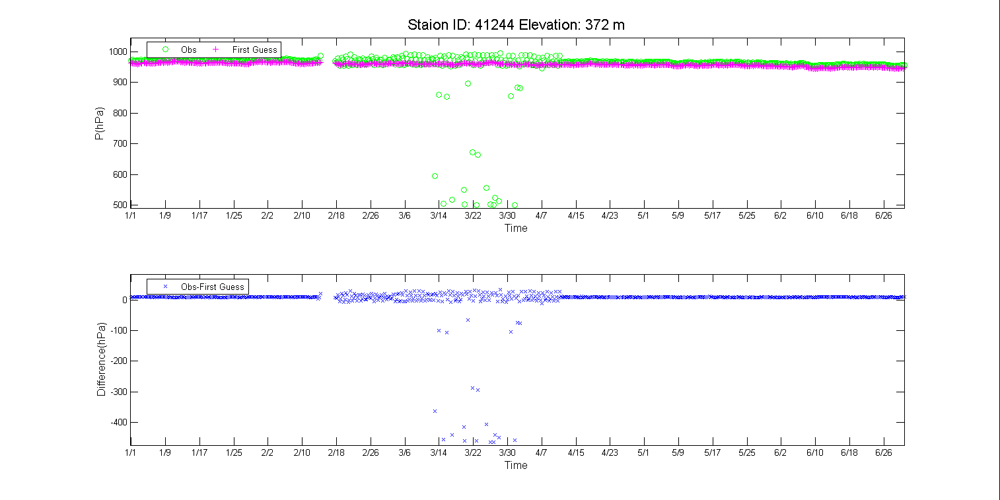 Staion ID: 41244 Elevation: 372 m
Obs First Guess
1000
900
800
700
600
500
P(hPa)
1/1 1/9 1/17 1/25 2/2 2/10 2/18 2/26 3/6 3/14 3/22 3/30 4/7 4/15 4/23 5/1 5/9 5/17 5/25 6/2 6/10 6/18 6/26
Time
Obs-First Guess
0
-100
-200
-300
-400
Difference(hPa)
1/1 1/9 1/17 1/25 2/2 2/10 2/18 2/26 3/6 3/14 3/22 3/30 4/7 4/15 4/23 5/1 5/9 5/17 5/25 6/2 6/10 6/18 6/26
Time